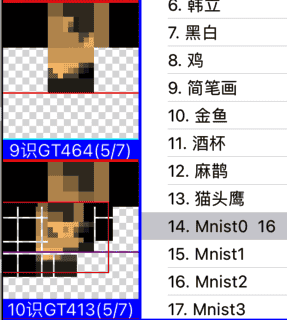 9识GT464(5/7)
10识GT413(5/7)
6. 韩立
7. 黑白
8. 鸡
9. 简笔画
10. 金鱼
11. 酒杯
12. 麻鹊
13. 猫头鹰
14. Mnist0 16
15. Mnist1
16. Mnist2
17. Mnist3